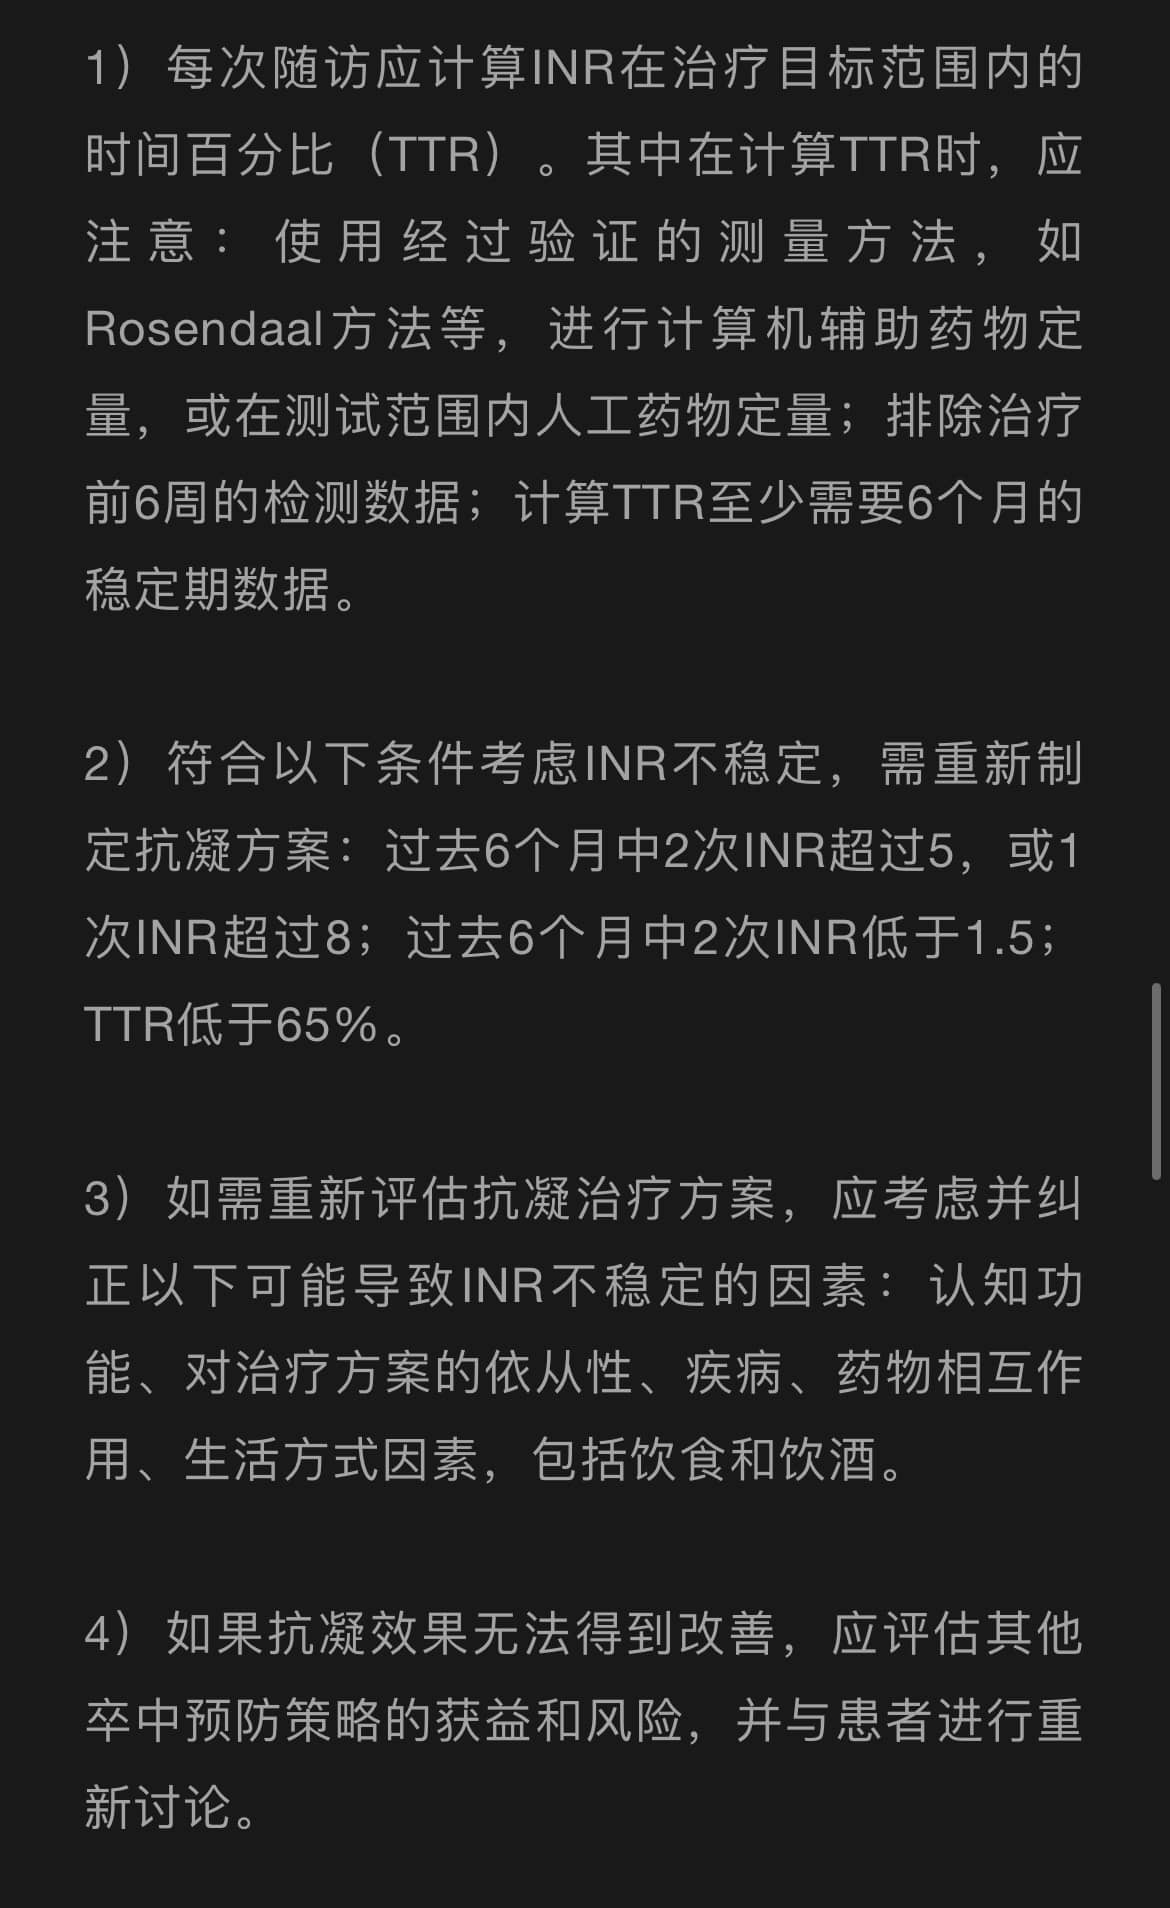 1）每次随访应计算INR在治疗目标范围内的
时间百分比（TTR）。其中在计算TTR时，应
注意：使用经过验证的测量方法，如
Rosendaal方法等，进行计算机辅助药物定
量，或在测试范围内人工药物定量；排除治疗
前6周的检测数据；计算TTR至少需要6个月的
稳定期数据。
2）符合以下条件考虑INR不稳定，需重新制
定抗凝方案：过去6个月中2次INR超过5，或1
次INR超过8；过去6个月中2次INR低于1.5；
TTR低于65%。
3）如需重新评估抗凝治疗方案，应考虑并纠
正以下可能导致INR不稳定的因素：认知功
能、对治疗方案的依从性、疾病、药物相互作
用、生活方式因素，包括饮食和饮酒。
4）如果抗凝效果无法得到改善，应评估其他
卒中预防策略的获益和风险，并与患者进行重
新讨论。